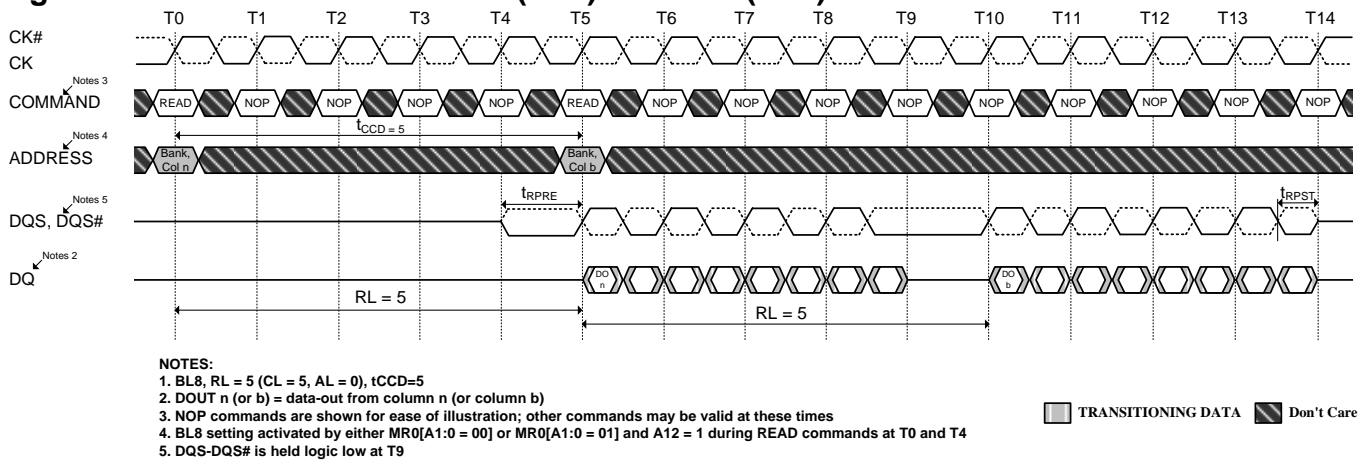 T0 T1 T2 T3 T4 T5 T6 T7 T8 T9 T10 T11 T12 T13 T14
CK#
CK
Notes 3
COMMAND READ NOP NOP NOP NOP READ NOP NOP NOP NOP NOP NOP NOP NOP NOP
tCCD = 5
Notes 4
ADDRESS Bank, Col n Bank, Col b
Notes 5
tRPRE tRPST
DQS, DQS#
Notes 2
DQ DO n DO b
RL = 5 RL = 5
NOTES:
1. BL8, RL = 5 (CL = 5, AL = 0), tCCD=5
2. DOUT n (or b) = data-out from column n (or column b)
3. NOP commands are shown for ease of illustration; other commands may be valid at these times
4. BL8 setting activated by either MR0[A1:0 = 00] or MR0[A1:0 = 01] and A12 = 1 during READ commands at T0 and T4
5. DQS-DQS# is held logic low at T9
TRANSITIONING DATA Don't Care